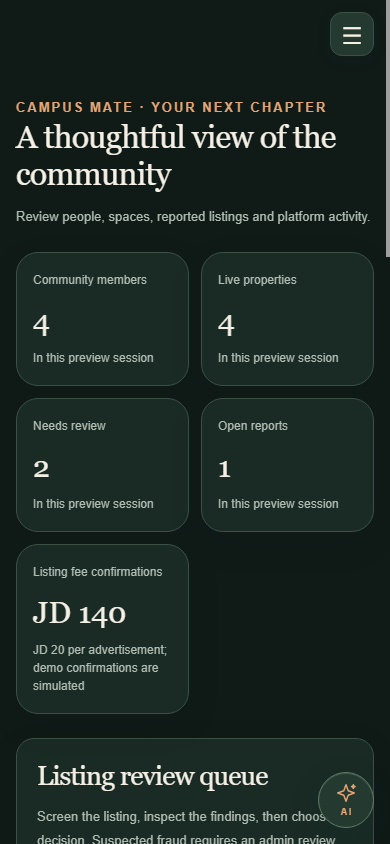 CAMPUS MATE · YOUR NEXT CHAPTER
A thoughtful view of the
community
Review people, spaces, reported listings and platform activity.
Community members
4
In this preview session
Live properties
4
In this preview session
Needs review
2
In this preview session
Open reports
1
In this preview session
Listing fee confirmations
JD 140
JD 20 per advertisement;
demo confirmations are
simulated
Listing review queue
Screen the listing, inspect the findings, then
decision. Suspected fraud requires an admin review
AI